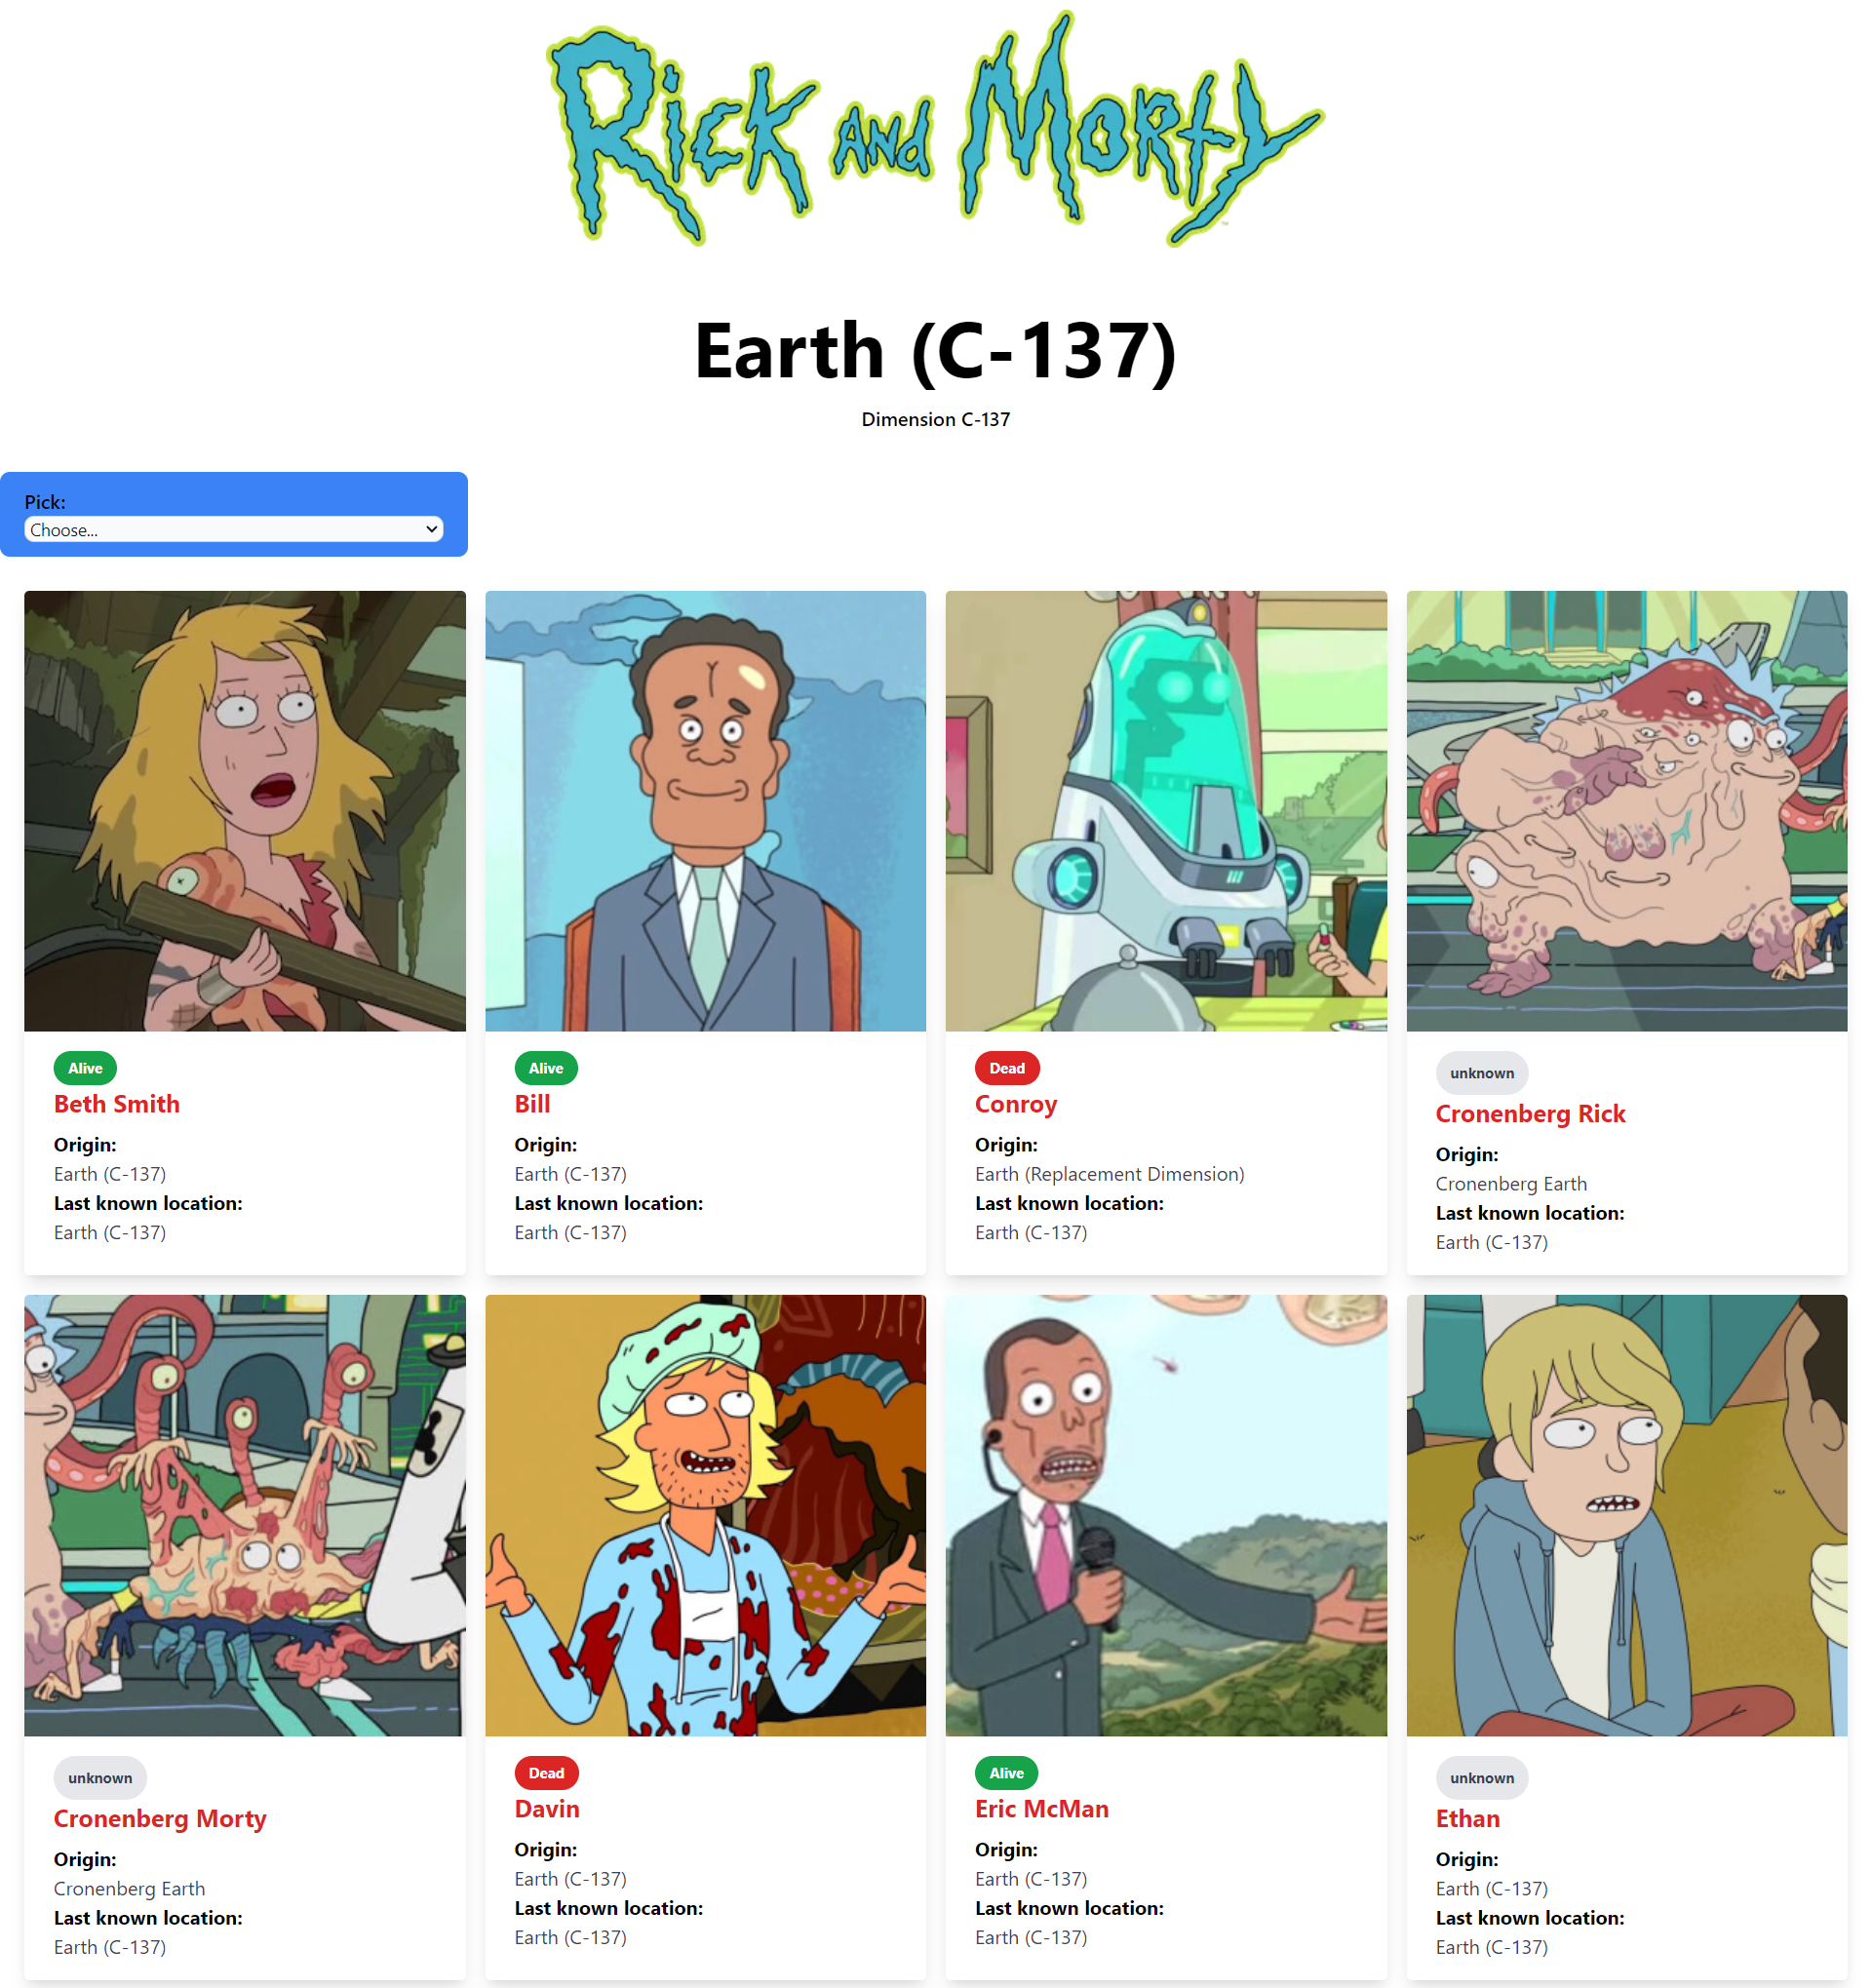 Rick and Morty
Earth (C-137)
Dimension C-137
Pick:
Choose...
Alive
Beth Smith
Origin:
Earth (C-137)
Last known location:
Earth (C-137)
Alive
Bill
Origin:
Earth (C-137)
Last known location:
Earth (C-137)
Dead
Conroy
Origin:
Earth (Replacement Dimension)
Last known location:
Earth (C-137)
unknown
Cronenberg Rick
Origin:
Cronenberg Earth
Last known location:
Earth (C-137)
unknown
Cronenberg Morty
Origin:
Cronenberg Earth
Last known location:
Earth (C-137)
Dead
Davin
Origin:
Earth (C-137)
Last known location:
Earth (C-137)
Alive
Eric McMan
Origin:
Earth (C-137)
Last known location:
Earth (C-137)
unknown
Ethan
Origin:
Earth (C-137)
Last known location:
Earth (C-137)